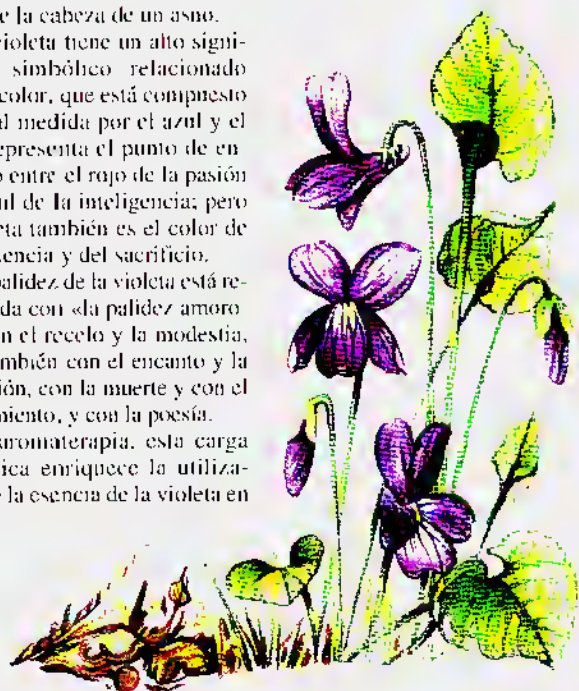 e la cabeza de un asno.
violeta tiene un alto signi-
simbólico relacionado
color, que está compuesto
al medida por el azul y el
epresenta el punto de en-
o entre el rojo de la pasión
ul de la inteligencia; pero
eta también es el color de
encia y del sacrificio.
palidez de la violeta está re-
da con «la palidez amoro-
n el recelo y la modestia,
ambién con el encanto y la
ión, con la muerte y con el
miento, y con la poesía.
aromaterapia, esta carga
ica enriquece la utiliza-
e la esencia de la violeta en